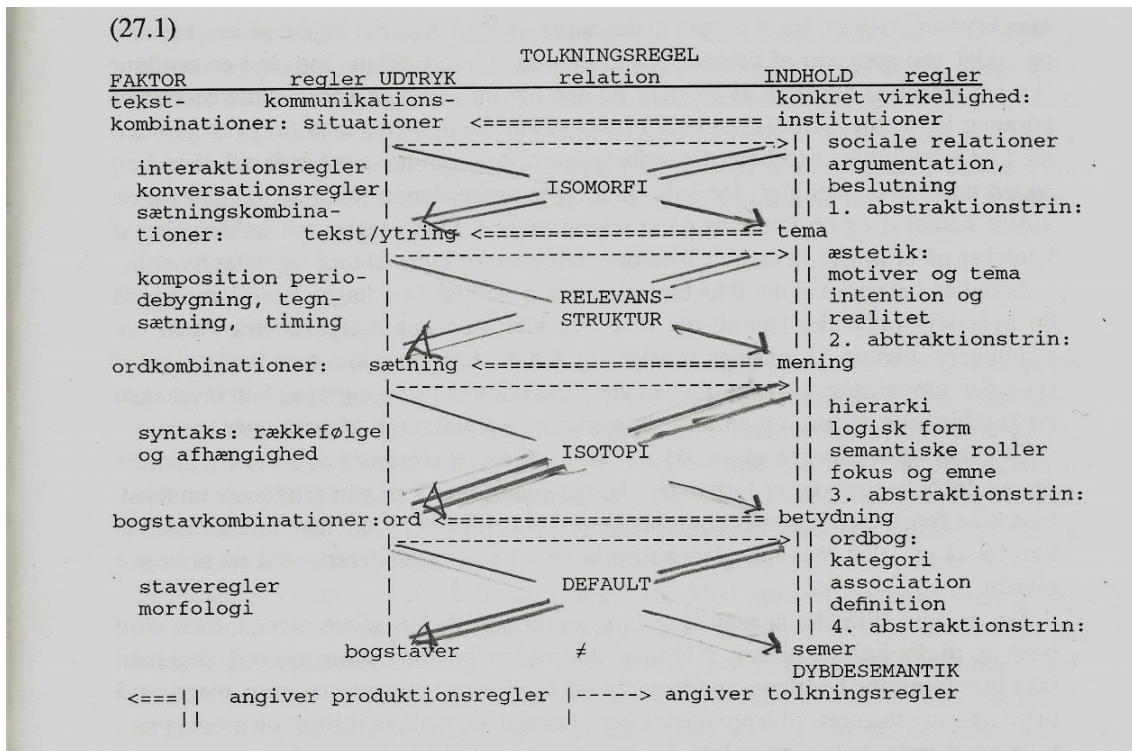 (27.1)
TOLKNINGSREGEL
FAKTOR regler UDTRYK relation INDHOLD regler
tekst- kommunikations- konkret virkelighed:
kombinationer: situationer <===================== institutioner
|---------------------------->|| sociale relationer
interaktionsregler | || argumentation,
konversationsregler| ISOMORFI || beslutning
sætningskombina- | || 1. abstraktionstrin:
tioner: tekst/ytring <===================== tema
|---------------------------->|| æstetik:
komposition perio- | || motiver og tema
debygning, tegn- | RELEVANS- || intention og
sætning, timing | STRUKTUR || realitet
| || 2. abtraktionstrin:
ordkombinationer: sætning <===================== mening
|---------------------------->||
| || hierarki
syntaks: rækkefølge| || logisk form
og afhængighed | ISOTOPI || semantiske roller
| || fokus og emne
| || 3. abstraktionstrin:
bogstavkombinationer:ord <======================== betydning
|---------------------------->|| ordbog:
| || kategori
staveregler | DEFAULT || association
morfologi | || definition
| || 4. abstraktionstrin:
bogstaver ≠ semer
DYBDESEMANTIK
<===|| angiver produktionsregler |----> angiver tolkningsregler